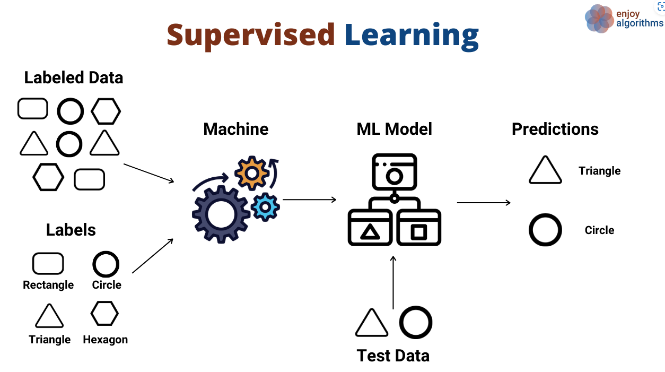 Supervised Learning
enjoy
algorithms
Labeled Data
Machine
ML Model
Predictions
Triangle
Circle
Labels
Rectangle
Circle
Triangle
Hexagon
Test Data